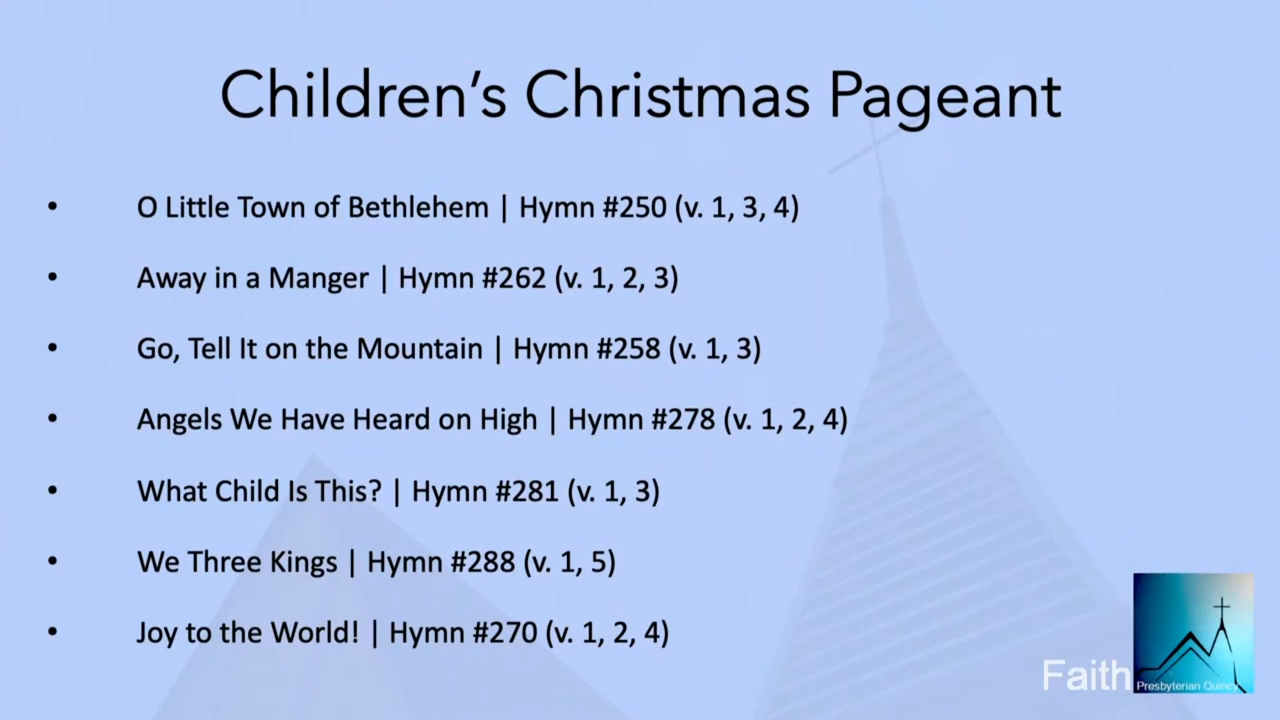 Children’s Christmas Pageant
• O Little Town of Bethlehem | Hymn #250 (v. 1, 3, 4)
• Away in a Manger | Hymn #262 (v. 1, 2, 3)
• Go, Tell It on the Mountain | Hymn #258 (v. 1, 3)
• Angels We Have Heard on High | Hymn #278 (v. 1, 2, 4)
• What Child Is This? | Hymn #281 (v. 1, 3)
• We Three Kings | Hymn #288 (v. 1, 5)
• Joy to the World! | Hymn #270 (v. 1, 2, 4)
Faith
Presbyterian Quincy